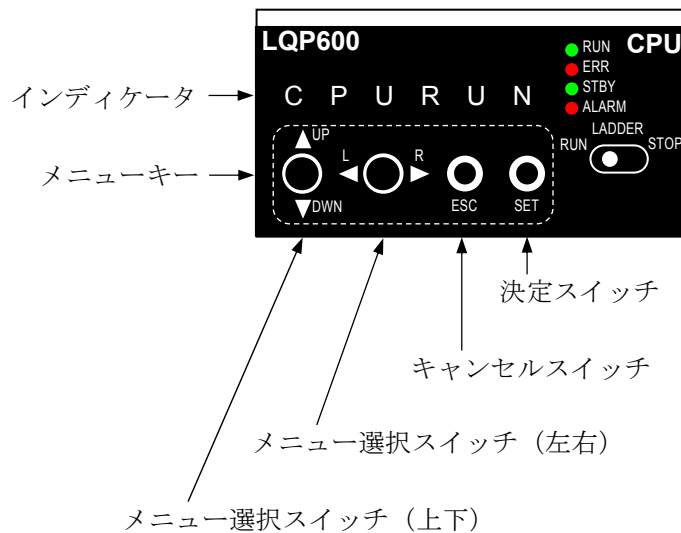 LQP600
CPU
RUN
ERR
STBY
ALARM
インディケータ
C P U R U N
LADDER
RUN
STOP
メニューキー
UP
DWN
L
R
ESC
SET
決定スイッチ
キャンセルスイッチ
メニュー選択スイッチ（左右）
メニュー選択スイッチ（上下）